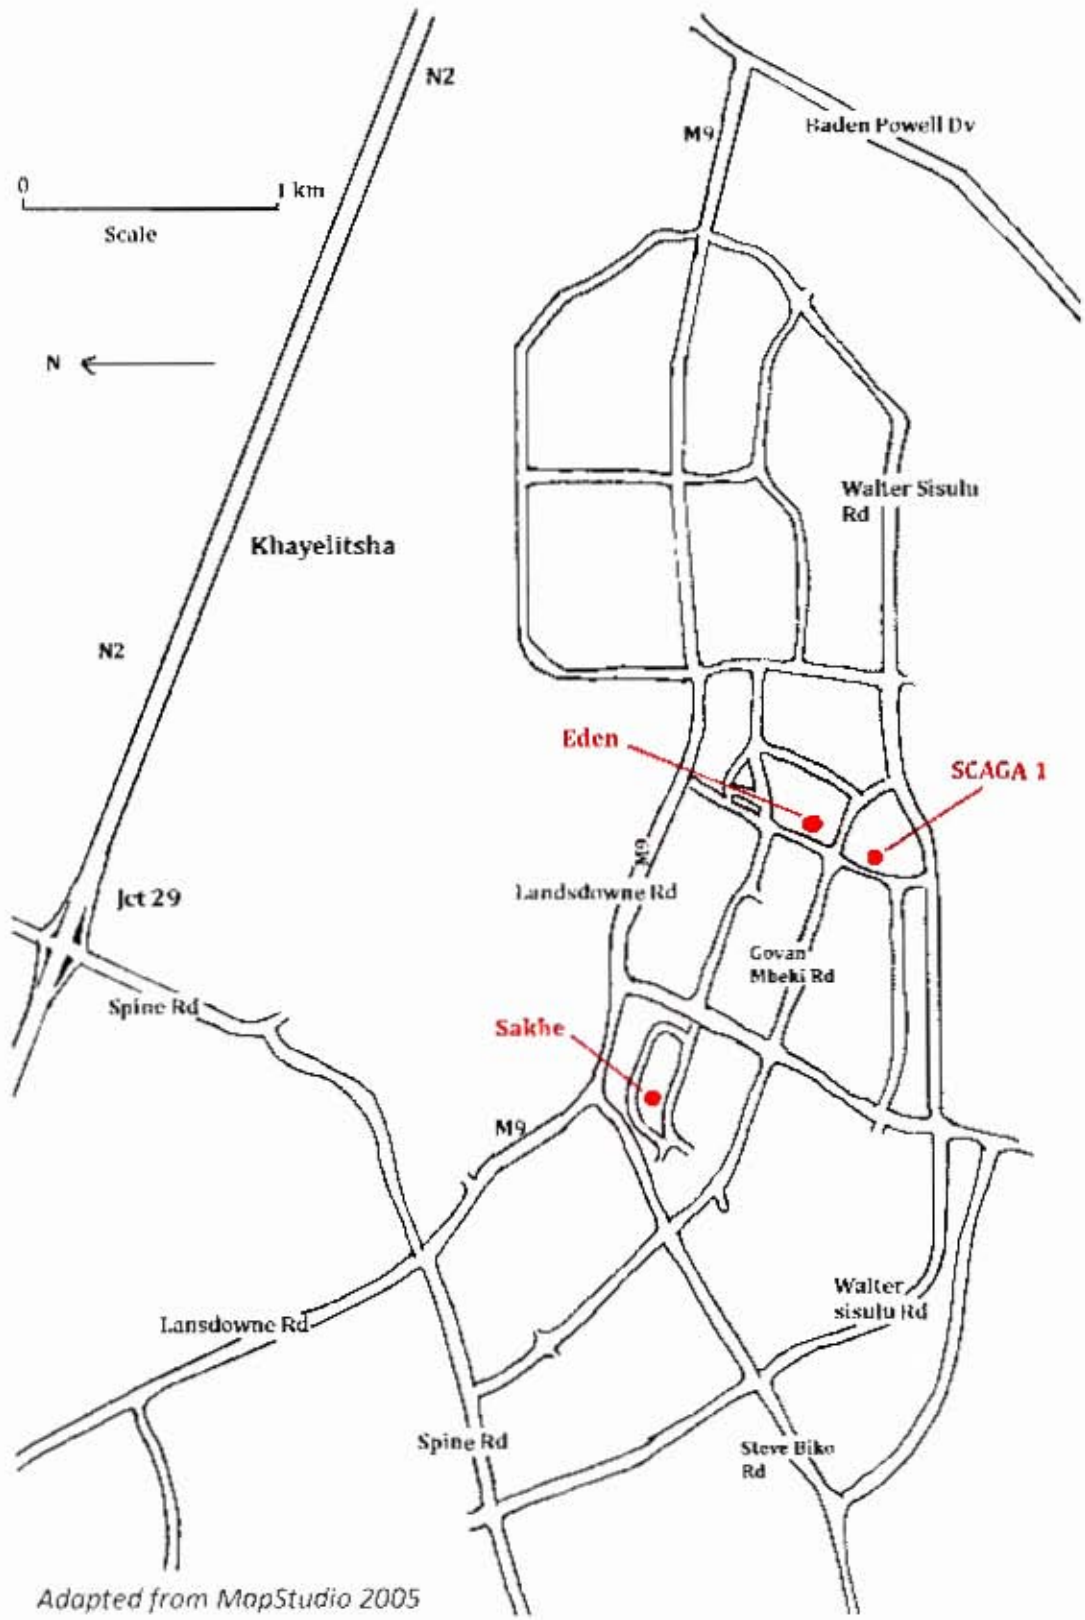 N2
M9
Baden Powell Dv
0
1 km
Scale
N
Walter Sisulu
Rd
Khayelitsha
N2
Eden
SCAGA 1
M9
Landsdowne Rd
Jct 29
Govan
Mbeki Rd
Spine Rd
Sakhe
M9
Walter
sisulu Rd
Lansdowne Rd
Spine Rd
Steve Biko
Rd
Adapted from MapStudio 2005